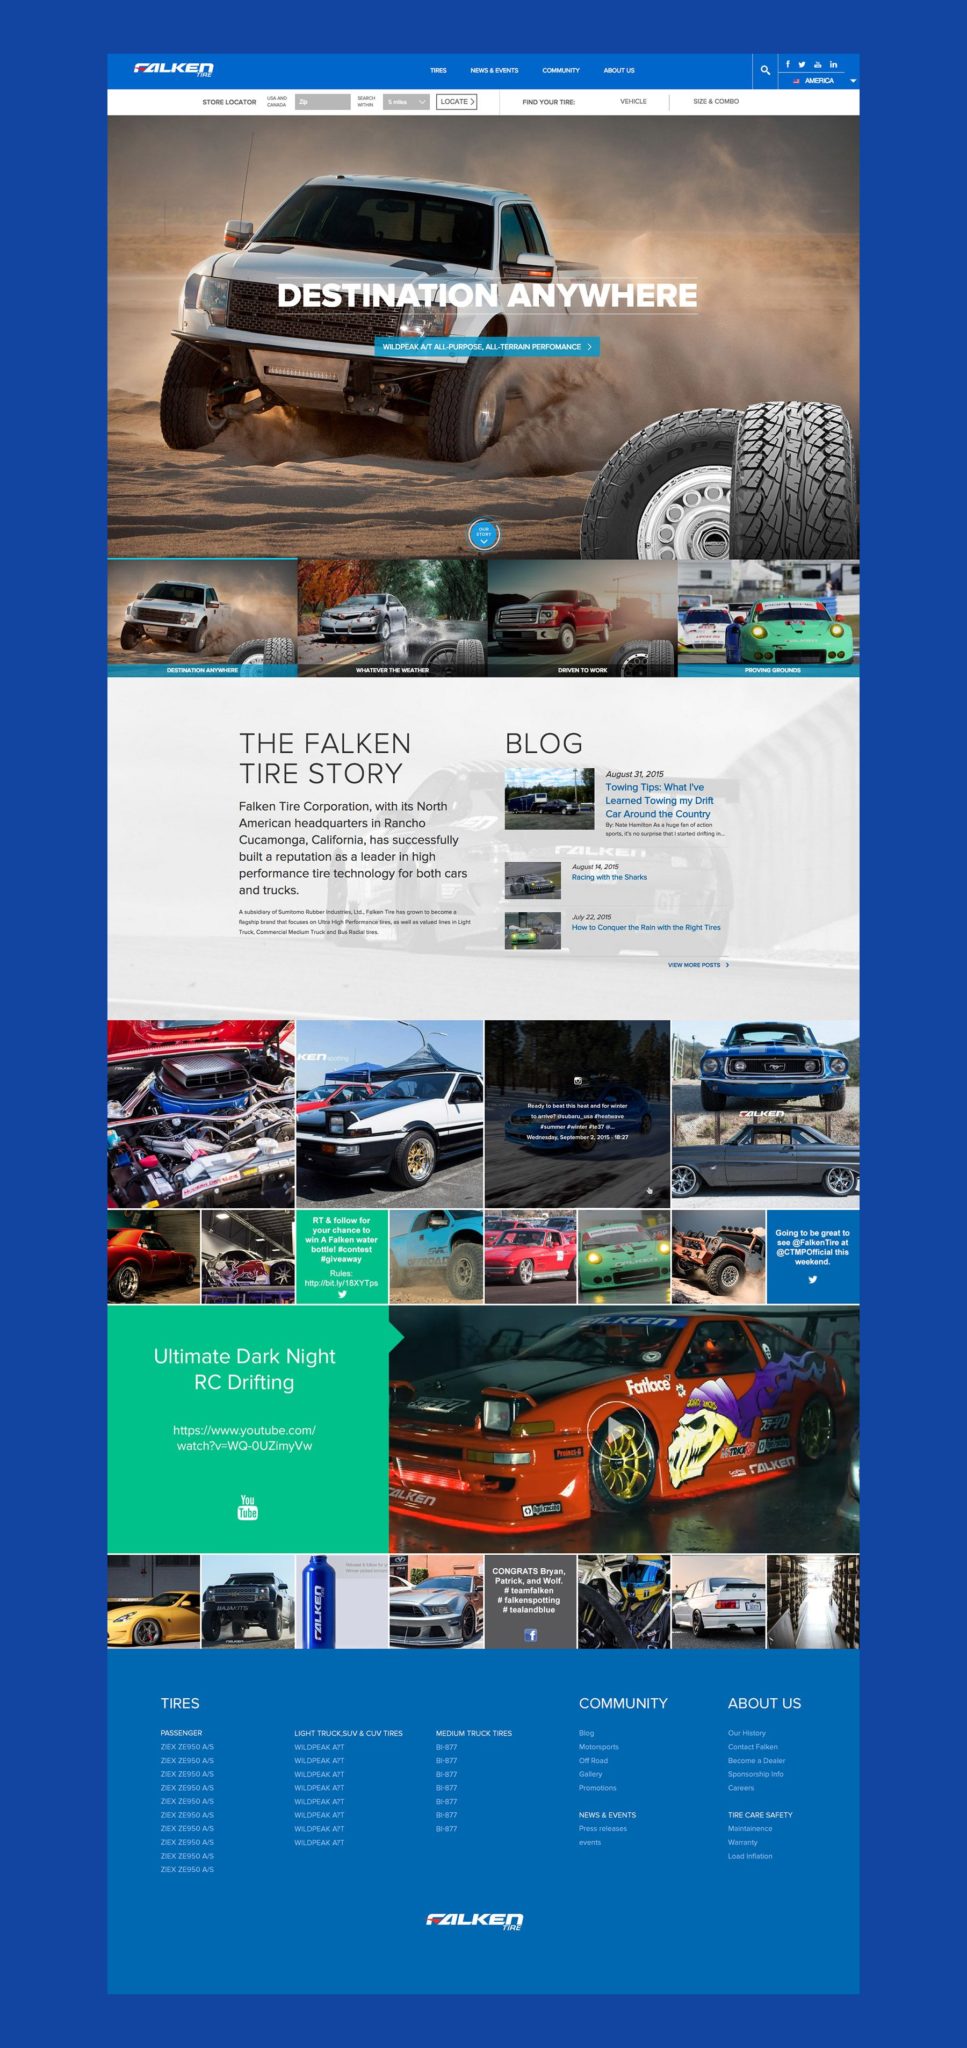 FALKEN
TIRE
TIRES
NEWS & EVENTS
COMMUNITY
ABOUT US
AMERICA
STORE LOCATOR
USA AND
CANADA
Zip
SEARCH
WITHIN
5 miles
LOCATE
FIND YOUR TIRE:
VEHICLE
SIZE & COMBO
DESTINATION ANYWHERE
WILDPEAK A/T ALL-PURPOSE, ALL-TERRAIN PERFOMANCE
WILDPE
OUR
STORY
DESTINATION ANYWHERE
WHATEVER THE WEATHER
DRIVEN TO WORK
PROVING GROUNDS
THE FALKEN
TIRE STORY
Falken Tire Corporation, with its North
American headquarters in Rancho
Cucamonga, California, has successfully
built a reputation as a leader in high
performance tire technology for both cars
and trucks.
A subsidiary of Sumitomo Rubber Industries, Ltd., Falken Tire has grown to become a
flagship brand that focuses on Ultra High Performance tires, as well as valued lines in Light
Truck, Commercial Medium Truck and Bus Radial tires.
BLOG
August 31, 2015
Towing Tips: What I've
Learned Towing my Drift
Car Around the Country
By: Nate Hamilton As a huge fan of action
sports, it's no surprise that I started drifting in...
August 14, 2015
Racing with the Sharks
July 22, 2015
How to Conquer the Rain with the Right Tires
VIEW MORE POSTS
FALKEN
KEN spotting
Ready to beat this heat and for winter
to arrive? @subaru_usa #heatwave
#summer #winter #te37 @...
Wednesday, September 2, 2015 - 18:27
FALKEN
RT & follow for
your chance to
win A Falken water
bottle! #contest
#giveaway
Rules:
http://bit.ly/18XYTps
Going to be great to
see @FalkenTire at
@CTMPOfficial this
weekend.
Ultimate Dark Night
RC Drifting
https://www.youtube.com/
watch?v=WQ-0UZimyVw
You
Tube
Fatlace
Project-G
FALKEN
hpi racing
FALKEN
BAJAKITS
FALKEN
FALKEN
CONGRATS Bryan,
Patrick, and Wolf.
# teamfalken
# falkenspotting
# tealandblue
TIRES
PASSENGER
ZIEX ZE950 A/S
ZIEX ZE950 A/S
ZIEX ZE950 A/S
ZIEX ZE950 A/S
ZIEX ZE950 A/S
ZIEX ZE950 A/S
ZIEX ZE950 A/S
ZIEX ZE950 A/S
ZIEX ZE950 A/S
ZIEX ZE950 A/S
LIGHT TRUCK,SUV & CUV TIRES
WILDPEAK A?T
WILDPEAK A?T
WILDPEAK A?T
WILDPEAK A?T
WILDPEAK A?T
WILDPEAK A?T
WILDPEAK A?T
WILDPEAK A?T
MEDIUM TRUCK TIRES
BI-877
BI-877
BI-877
BI-877
BI-877
BI-877
BI-877
COMMUNITY
Blog
Motorsports
Off Road
Gallery
Promotions
NEWS & EVENTS
Press releases
events
ABOUT US
Our History
Contact Falken
Become a Dealer
Sponsorship Info
Careers
TIRE CARE SAFETY
Maintainence
Warranty
Load Infiation
FALKEN
TIRE